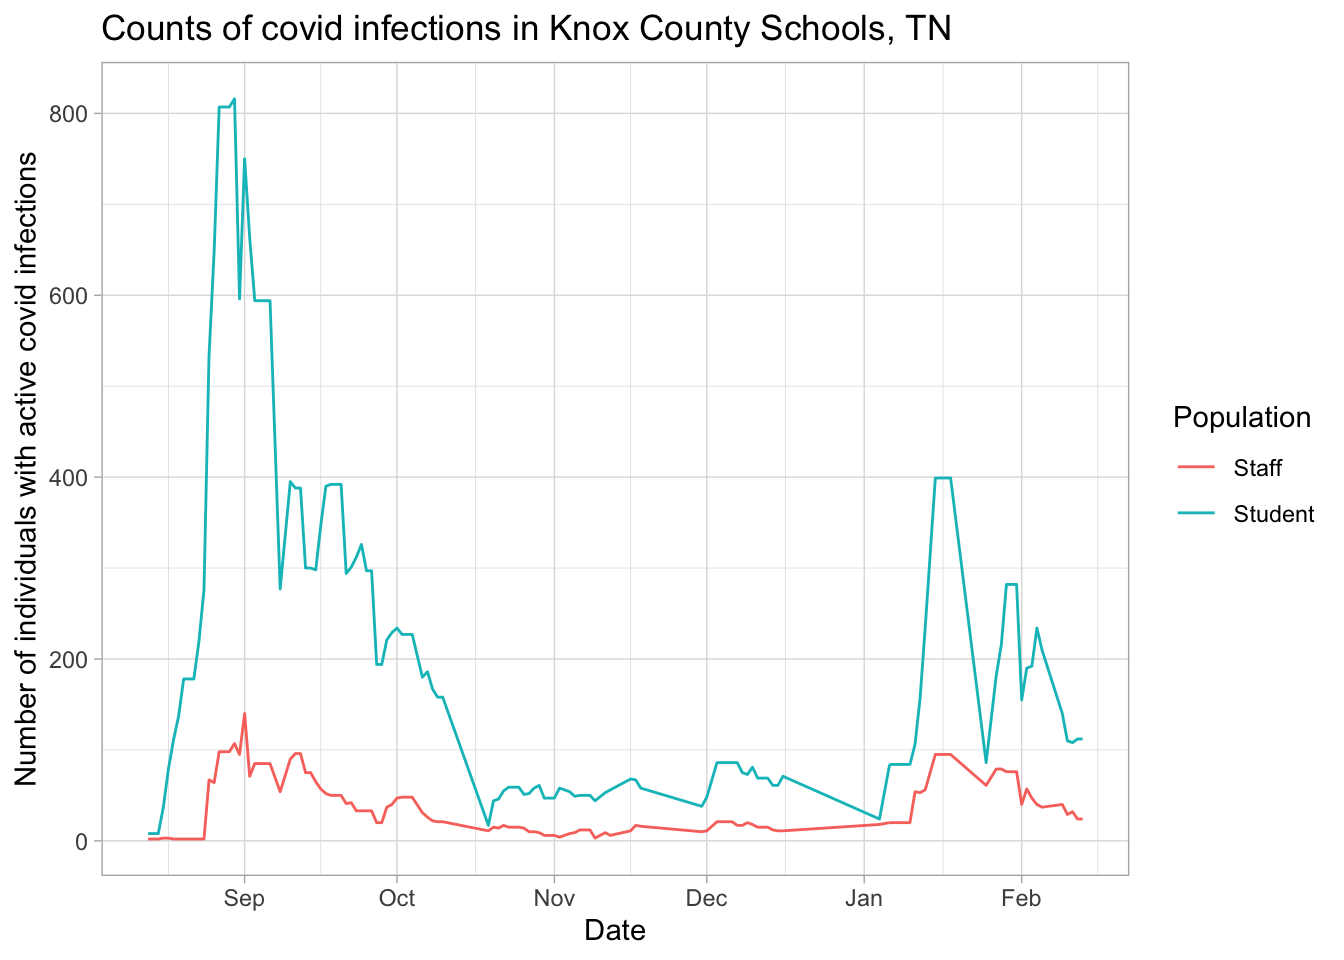 Counts of covid infections in Knox County Schools, TN
Number of individuals with active covid infections
800
600
400
200
0
Sep
Oct
Nov
Dec
Jan
Feb
Date
Population
Staff
Student